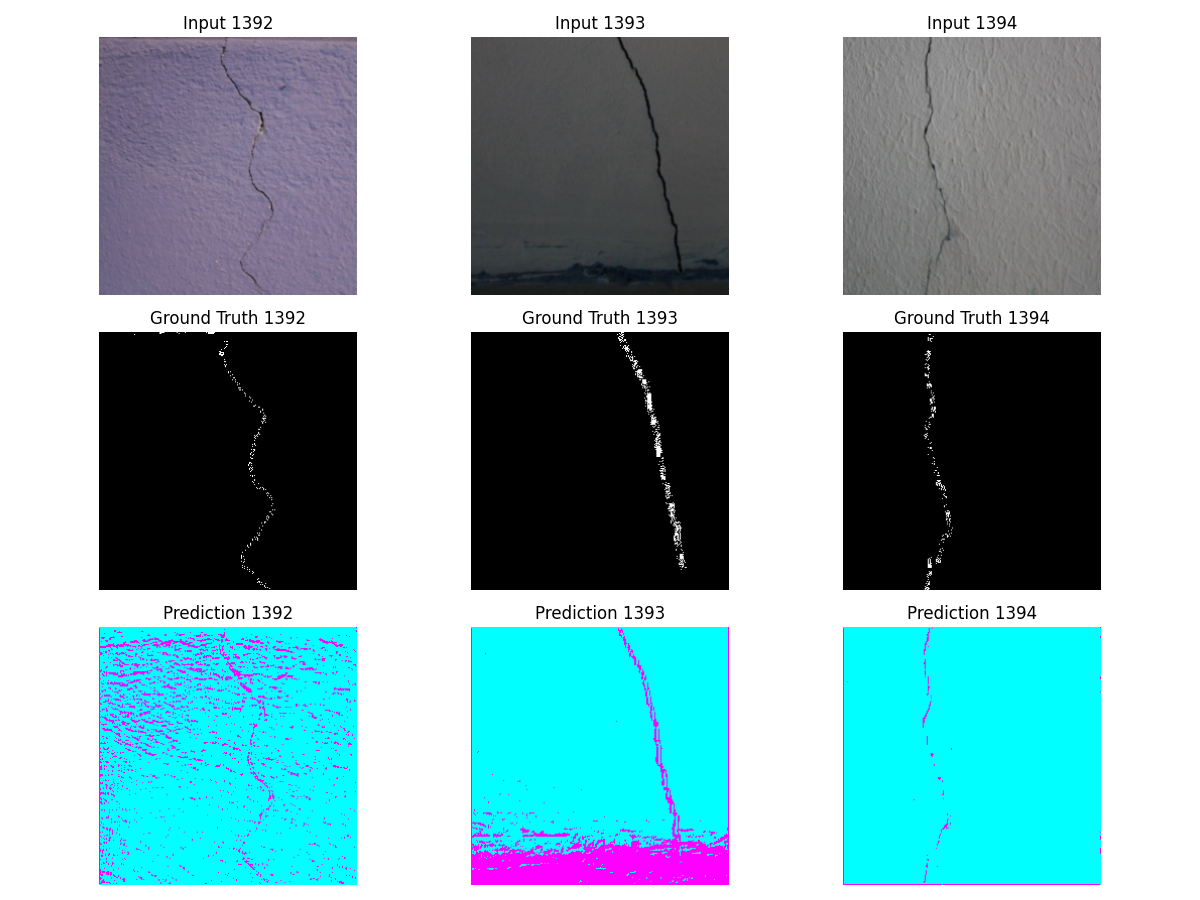 Input 1392
Input 1393
Input 1394
Ground Truth 1392
Ground Truth 1393
Ground Truth 1394
Prediction 1392
Prediction 1393
Prediction 1394